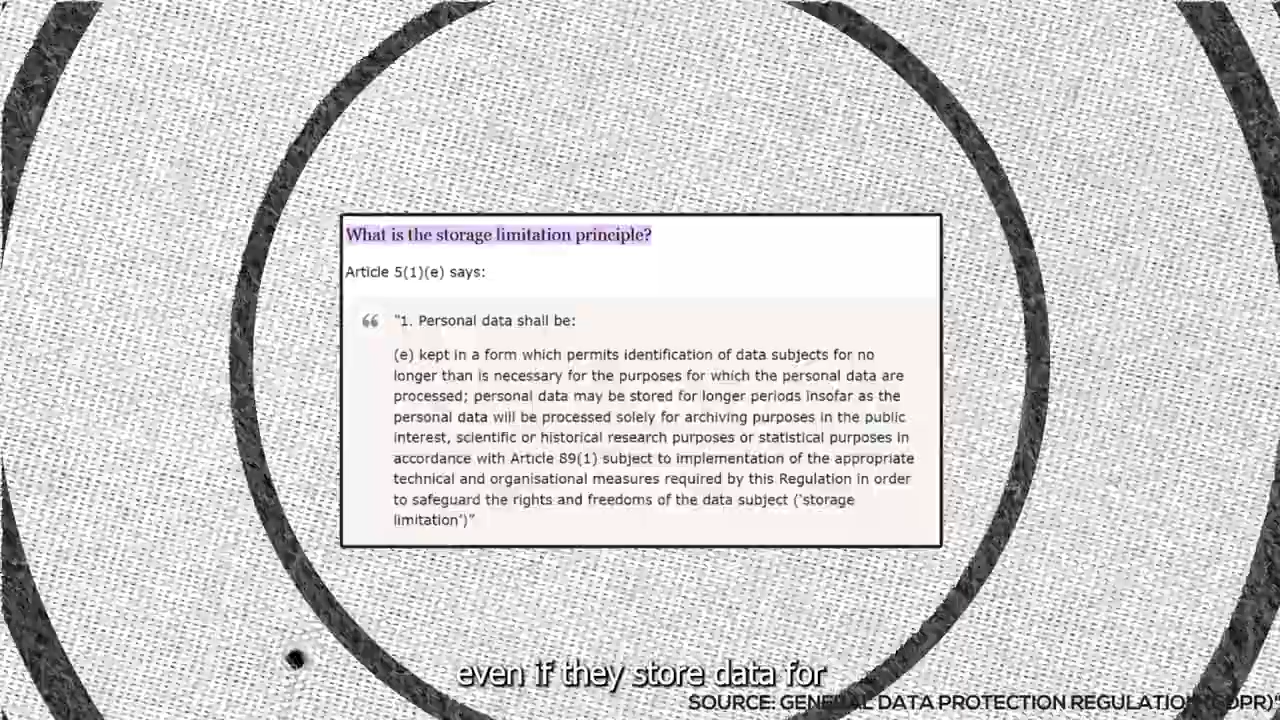 What is the storage limitation principle?
Article 5(1)(e) says:
“1. Personal data shall be:
(e) kept in a form which permits identification of data subjects for no
longer than is necessary for the purposes for which the personal data are
processed; personal data may be stored for longer periods insofar as the
personal data will be processed solely for archiving purposes in the public
interest, scientific or historical research purposes or statistical purposes in
accordance with Article 89(1) subject to implementation of the appropriate
technical and organisational measures required by this Regulation in order
to safeguard the rights and freedoms of the data subject (‘storage
limitation’)”
even if they store data for
SOURCE: GENERAL DATA PROTECTION REGULATION (GDPR)"